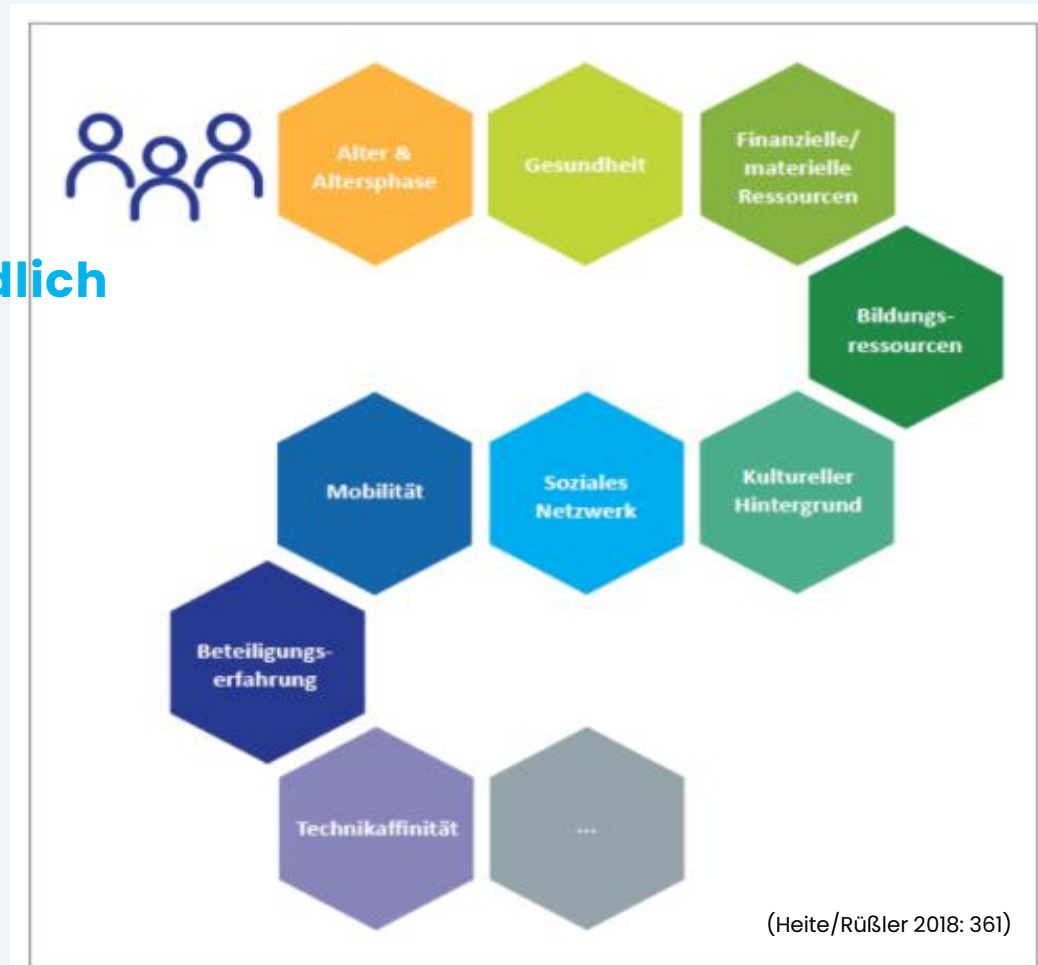 Alter &
Altersphase
Gesundheit
Finanzielle/
materielle
Ressourcen
dlich
Bildungs-
ressourcen
Mobilität
Soziales
Netzwerk
Kultureller
Hintergrund
Beteiligungs-
erfahrung
Technikaffinität
...
(Heite/Rüßler 2018: 361)